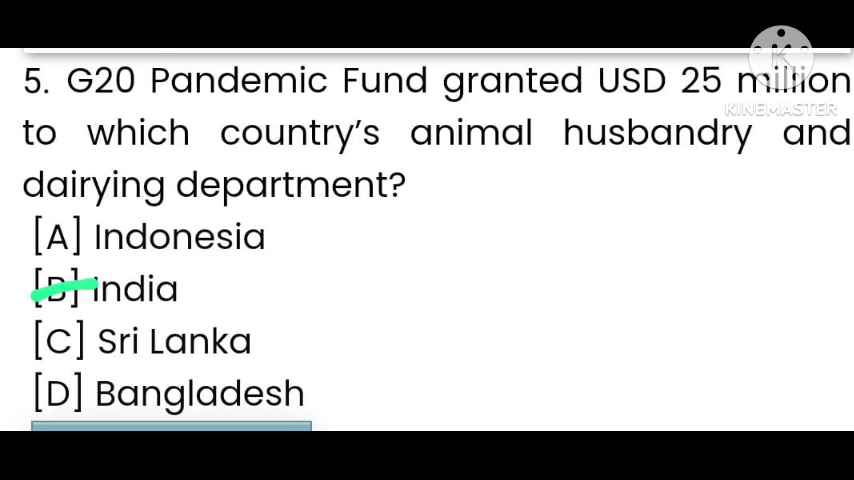 5. G20 Pandemic Fund granted USD 25 million
KINEMASTER
to which country's animal husbandry and
dairying department?
[A] Indonesia
[B] India
[C] Sri Lanka
[D] Bangladesh